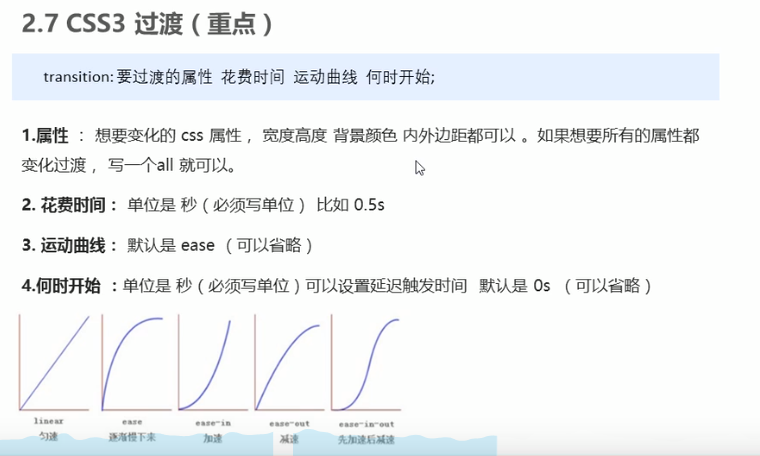 2.7 CSS3 过渡（重点）
transition: 要过渡的属性 花费时间 运动曲线 何时开始;
1.属性 ： 想要变化的 css 属性， 宽度高度 背景颜色 内外边距都可以 。如果想要所有的属性都
变化过渡， 写一个all 就可以。
2. 花费时间： 单位是 秒（必须写单位） 比如 0.5s
3. 运动曲线： 默认是 ease （可以省略）
4.何时开始 ：单位是 秒（必须写单位）可以设置延迟触发时间 默认是 0s （可以省略）
linear ease ease-in ease-out ease-in-out
匀速 逐渐慢下来 加速 减速 先加速后减速